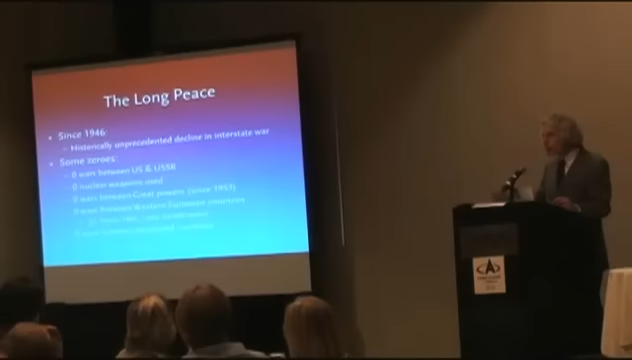 The Long Peace
• Since 1946:
– Historically unprecedented decline in interstate war
• Some zeroes:
– 0 wars between US & USSR
– 0 nuclear weapons used
– 0 wars between Great powers (since 1953)
– 0 wars between Western European countries